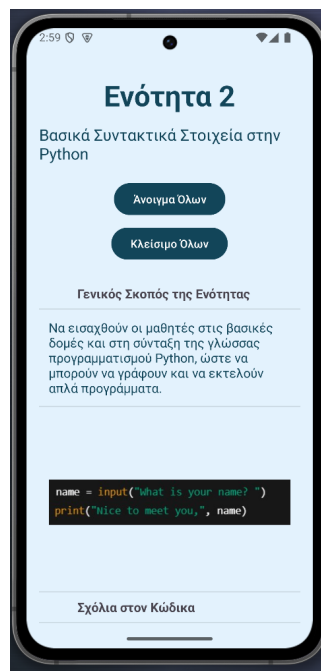 2:59
Ενότητα 2
Βασικά Συντακτικά Στοιχεία στην
Python
Άνοιγμα Όλων
Κλείσιμο Όλων
Γενικός Σκοπός της Ενότητας
Να εισαχθούν οι μαθητές στις βασικές
δομές και στη σύνταξη της γλώσσας
προγραμματισμού Python, ώστε να
μπορούν να γράφουν και να εκτελούν
απλά προγράμματα.
name = input("What is your name? ")
print("Nice to meet you,", name)
Σχόλια στον Κώδικα